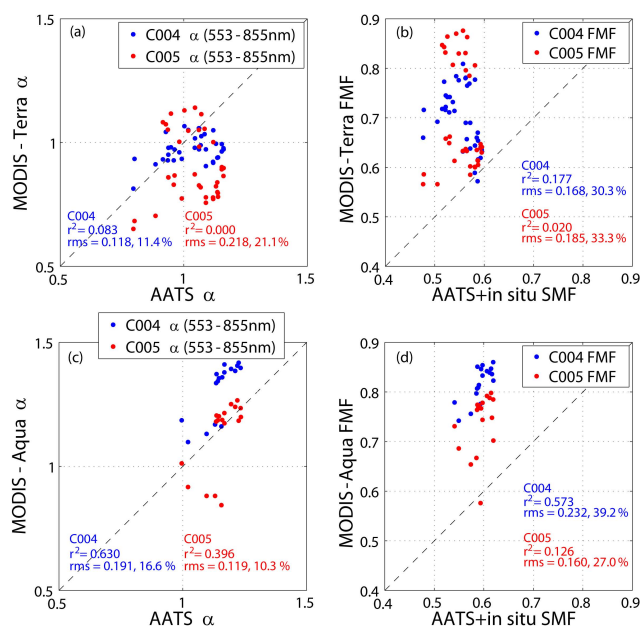 (a)
C004 α (553-855nm)
C005 α (553-855nm)
1.5
1
0.5
MODIS - Terra α
C004
r² = 0.083
rms = 0.118, 11.4 %
C005
r² = 0.000
rms = 0.218, 21.1 %
0.5 1 1.5
AATS α
(b)
C004 FMF
C005 FMF
0.9
0.8
0.7
0.6
0.5
0.4
MODIS-Terra FMF
C004
r² = 0.177
rms = 0.168, 30.3 %
C005
r² = 0.020
rms = 0.185, 33.3 %
0.4 0.5 0.6 0.7 0.8 0.9
AATS+in situ SMF
(c)
C004 α (553-855nm)
C005 α (553-855nm)
1.5
1
0.5
MODIS - Aqua α
C004
r² = 0.630
rms = 0.191, 16.6 %
C005
r² = 0.396
rms = 0.119, 10.3 %
0.5 1 1.5
AATS α
(d)
C004 FMF
C005 FMF
0.9
0.8
0.7
0.6
0.5
0.4
MODIS-Aqua FMF
C004
r² = 0.573
rms = 0.232, 39.2 %
C005
r² = 0.126
rms = 0.160, 27.0 %
0.4 0.5 0.6 0.7 0.8 0.9
AATS+in situ SMF